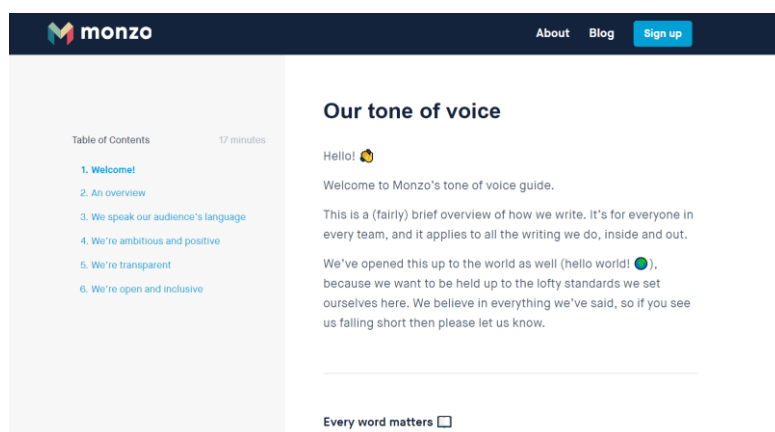 monzo
About Blog Sign up
Table of Contents 17 minutes
1. Welcome!
2. An overview
3. We speak our audience's language
4. We're ambitious and positive
5. We're transparent
6. We're open and inclusive
Our tone of voice
Hello! 👋
Welcome to Monzo's tone of voice guide.
This is a (fairly) brief overview of how we write. It's for everyone in
every team, and it applies to all the writing we do, inside and out.
We've opened this up to the world as well (hello world! 🌍),
because we want to be held up to the lofty standards we set
ourselves here. We believe in everything we've said, so if you see
us falling short then please let us know.
Every word matters 📖